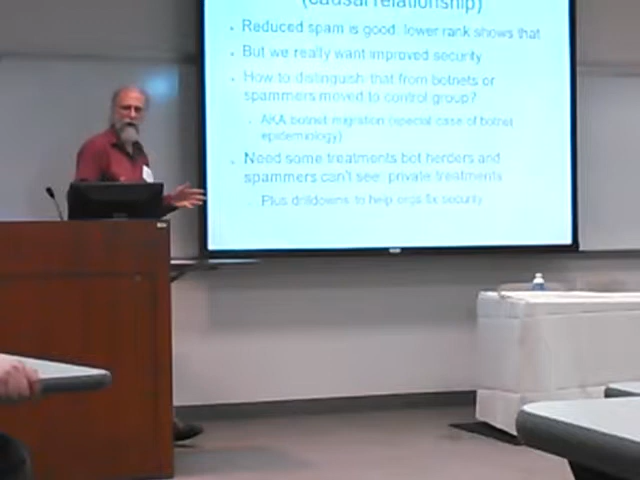 (causal relationship)
Reduced spam is good: lower rank shows that
But we really want improved security
How to distinguish that from botnets or
spammers moved to control group?
AKA botnet migration (special case of botnet
epidemiology)
Need some treatments bot herders and
spammers can't see: private treatments
Plus drilldowns to help orgs fix security